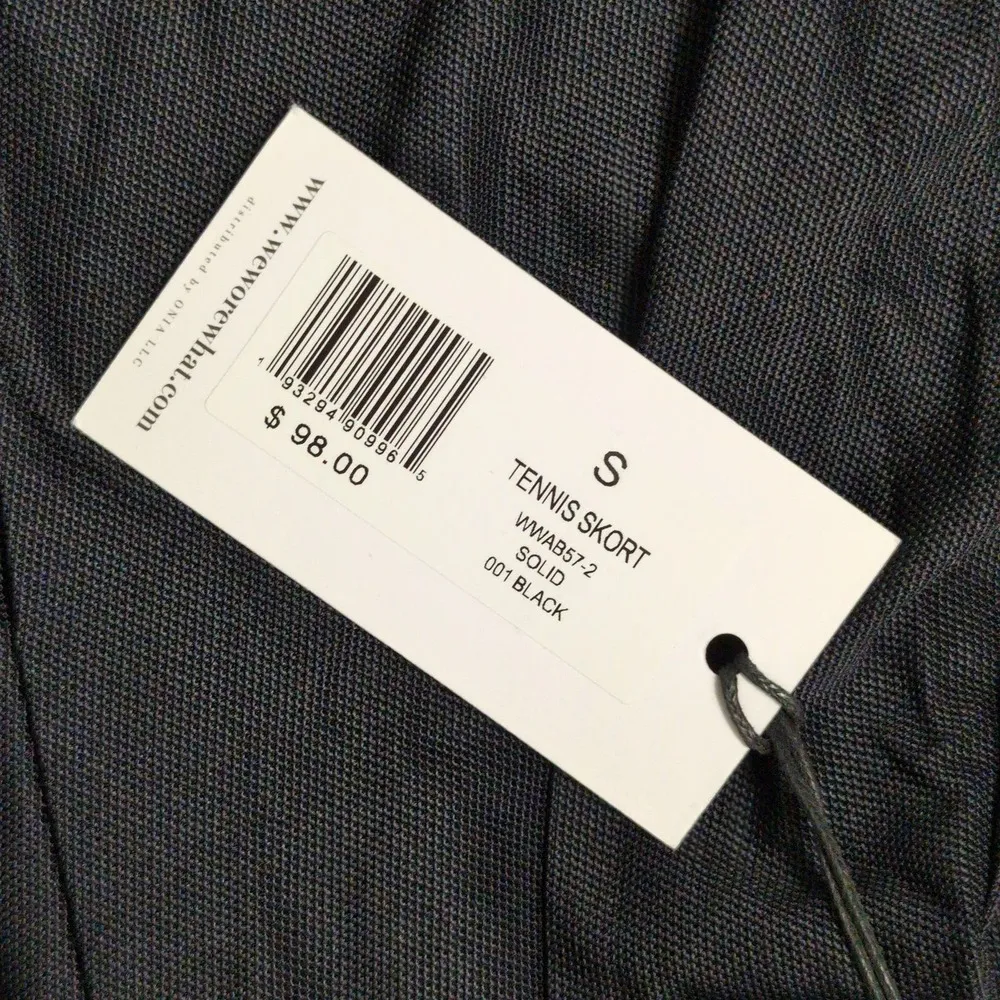 www.weworewhat.com
distributed by ONIA LLC
1 93294 90996 5
$ 98.00
S
TENNIS SKORT
WWAB57-2
SOLID
001 BLACK